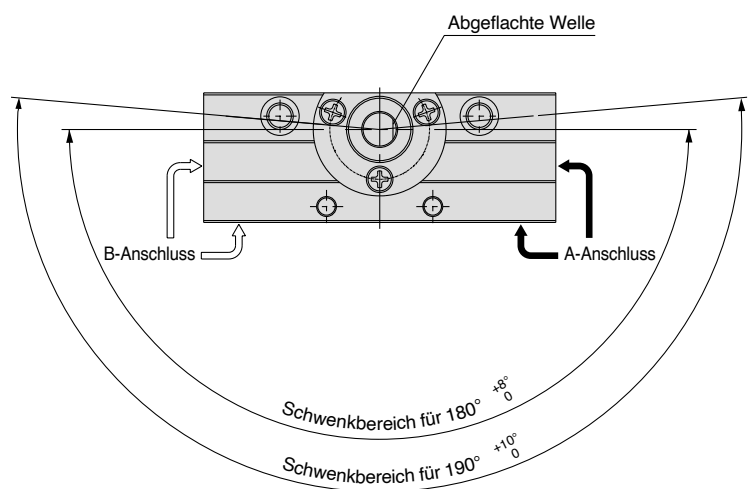 Abgeflachte Welle
B-Anschluss
A-Anschluss
Schwenkbereich für 180° +8° 0
Schwenkbereich für 190° +10° 0